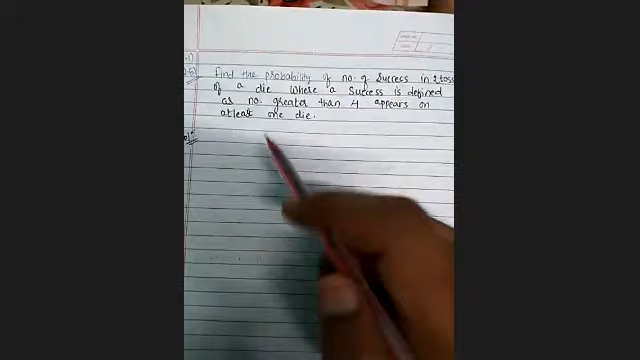 Find the probability of no. of Success in 2 toss
of a die Where a Success is defined
as no. greater than 4 appears on
atleast one die.